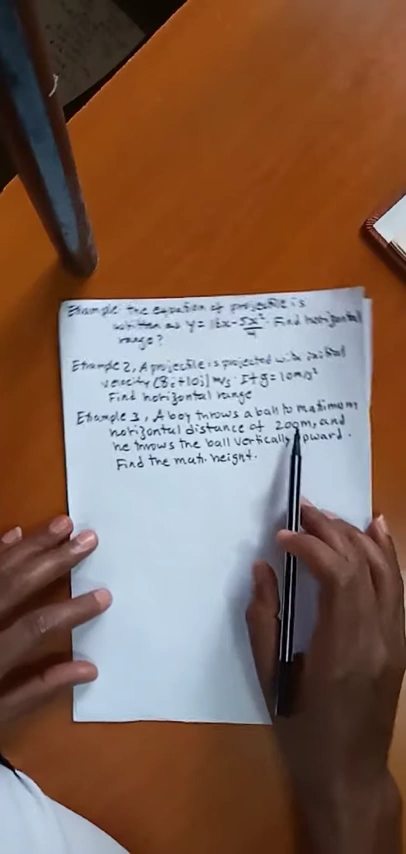 Example: the equation of projectile is
written as y = 16x - 5x²/4. Find horizontal
range?
Example 2, A projectile is projected with initial
velocity (8i+10j) m/s. If g = 10m/s²
Find horizontal range
Example 3, A boy throws a ball to maximum
horizontal distance of 200m, and
he throws the ball vertically upward.
Find the max. height.